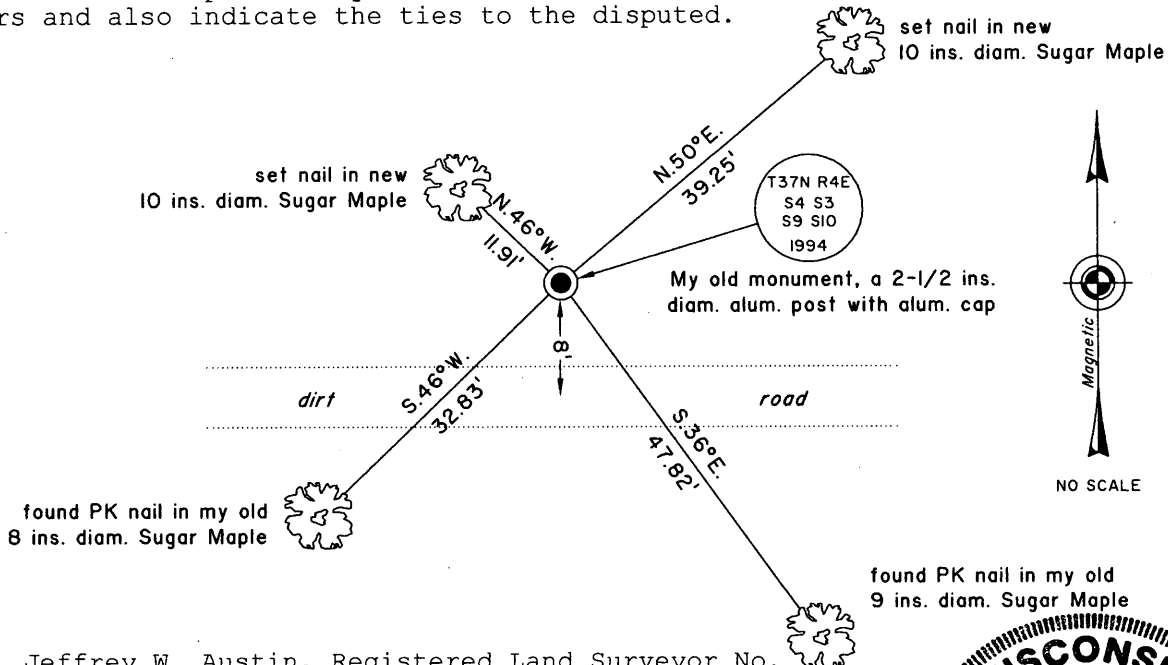 rs and also indicate the ties to the disputed.
set nail in new
10 ins. diam. Sugar Maple
N.50°E.
39.25'
set nail in new
10 ins. diam. Sugar Maple
N.46°W.
11.91'
T37N R4E
S4 S3
S9 S10
1994
My old monument, a 2-1/2 ins.
diam. alum. post with alum. cap
8'
Magnetic
NO SCALE
dirt road
S.46°W.
32.83'
S.36°E.
47.82'
found PK nail in my old
8 ins. diam. Sugar Maple
found PK nail in my old
9 ins. diam. Sugar Maple
Jeffrey W. Austin, Registered Land Surveyor No.
ISCONS